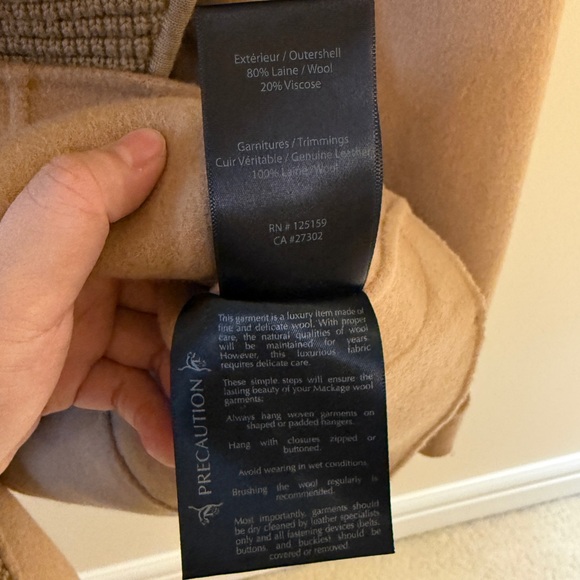 Extérieur / Outershell
80% Laine / Wool
20% Viscose
Garnitures / Trimmings
Cuir Véritable / Genuine Leather
100% Laine / Wool
RN # 125159
CA #27302
PRECAUTION
This garment is a luxury item made of
fine and delicate wool. With proper
care, the natural qualities of wool
will be maintained for years.
However, this luxurious fabric
requires delicate care.
These simple steps will ensure the
lasting beauty of your Mackage wool
garments:
Always hang woven garments on
shaped or padded hangers.
Hang with closures zipped or
buttoned.
Avoid wearing in wet conditions.
Brushing the wool regularly is
recommended.
Most importantly, garments should
be dry cleaned by leather specialists
only and all fastening devices (belts,
buttons, and buckles) should be
covered or removed.